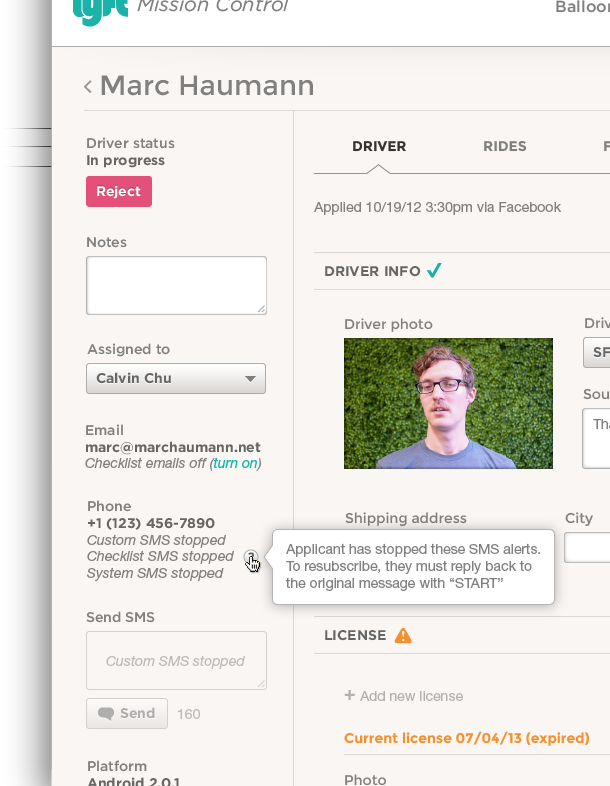 lyft Mission Control
Balloon
‹ Marc Haumann
Driver status
In progress
Reject
Notes
Assigned to
Calvin Chu
Email
marc@marchaumann.net
Checklist emails off (turn on)
Phone
+1 (123) 456-7890
Custom SMS stopped
Checklist SMS stopped
System SMS stopped
Send SMS
Custom SMS stopped
Send 160
Platform
Android 2.0.1
DRIVER RIDES
Applied 10/19/12 3:30pm via Facebook
DRIVER INFO
Driver photo
Driv
SF
Sou
Tha
Shipping address City
Applicant has stopped these SMS alerts.
To resubscribe, they must reply back to
the original message with “START”
LICENSE
+ Add new license
Current license 07/04/13 (expired)
Photo